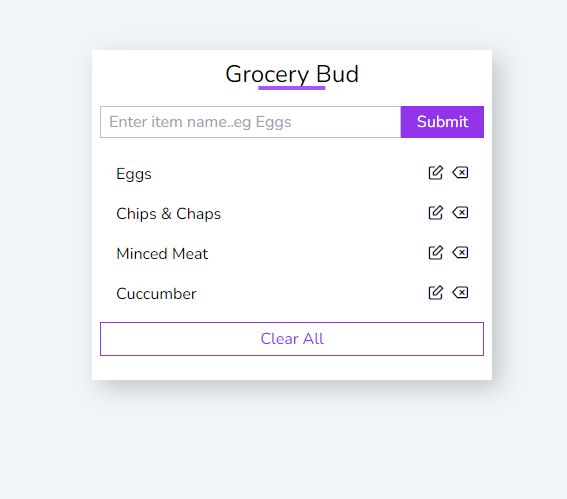 Grocery Bud
Enter item name..eg Eggs Submit
Eggs
Chips & Chaps
Minced Meat
Cuccumber
Clear All